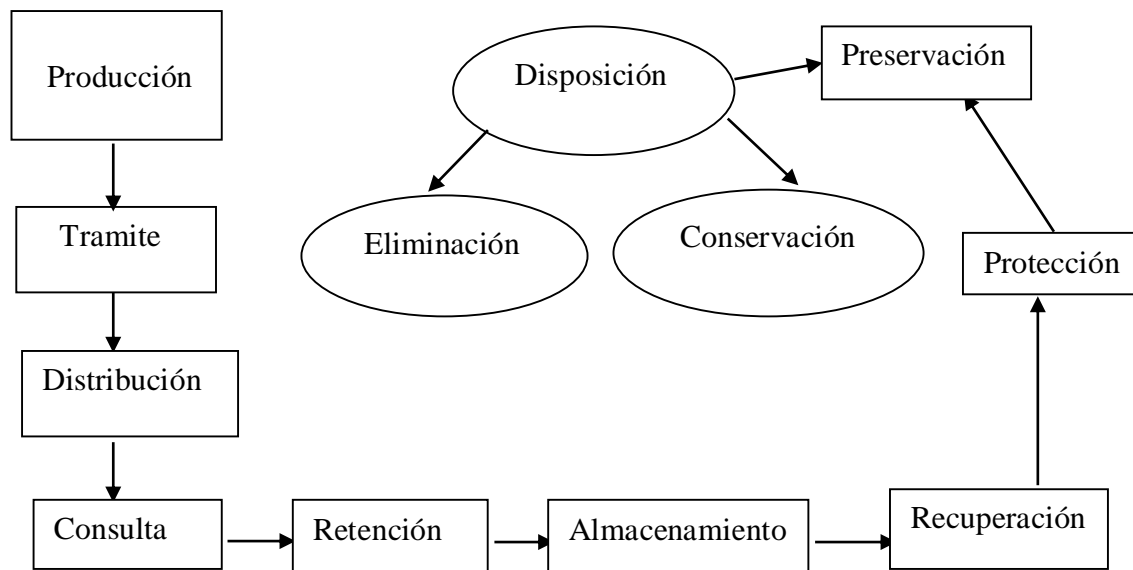 Producción
Disposición
Preservación
Tramite
Eliminación
Conservación
Protección
Distribución
Consulta
Retención
Almacenamiento
Recuperación